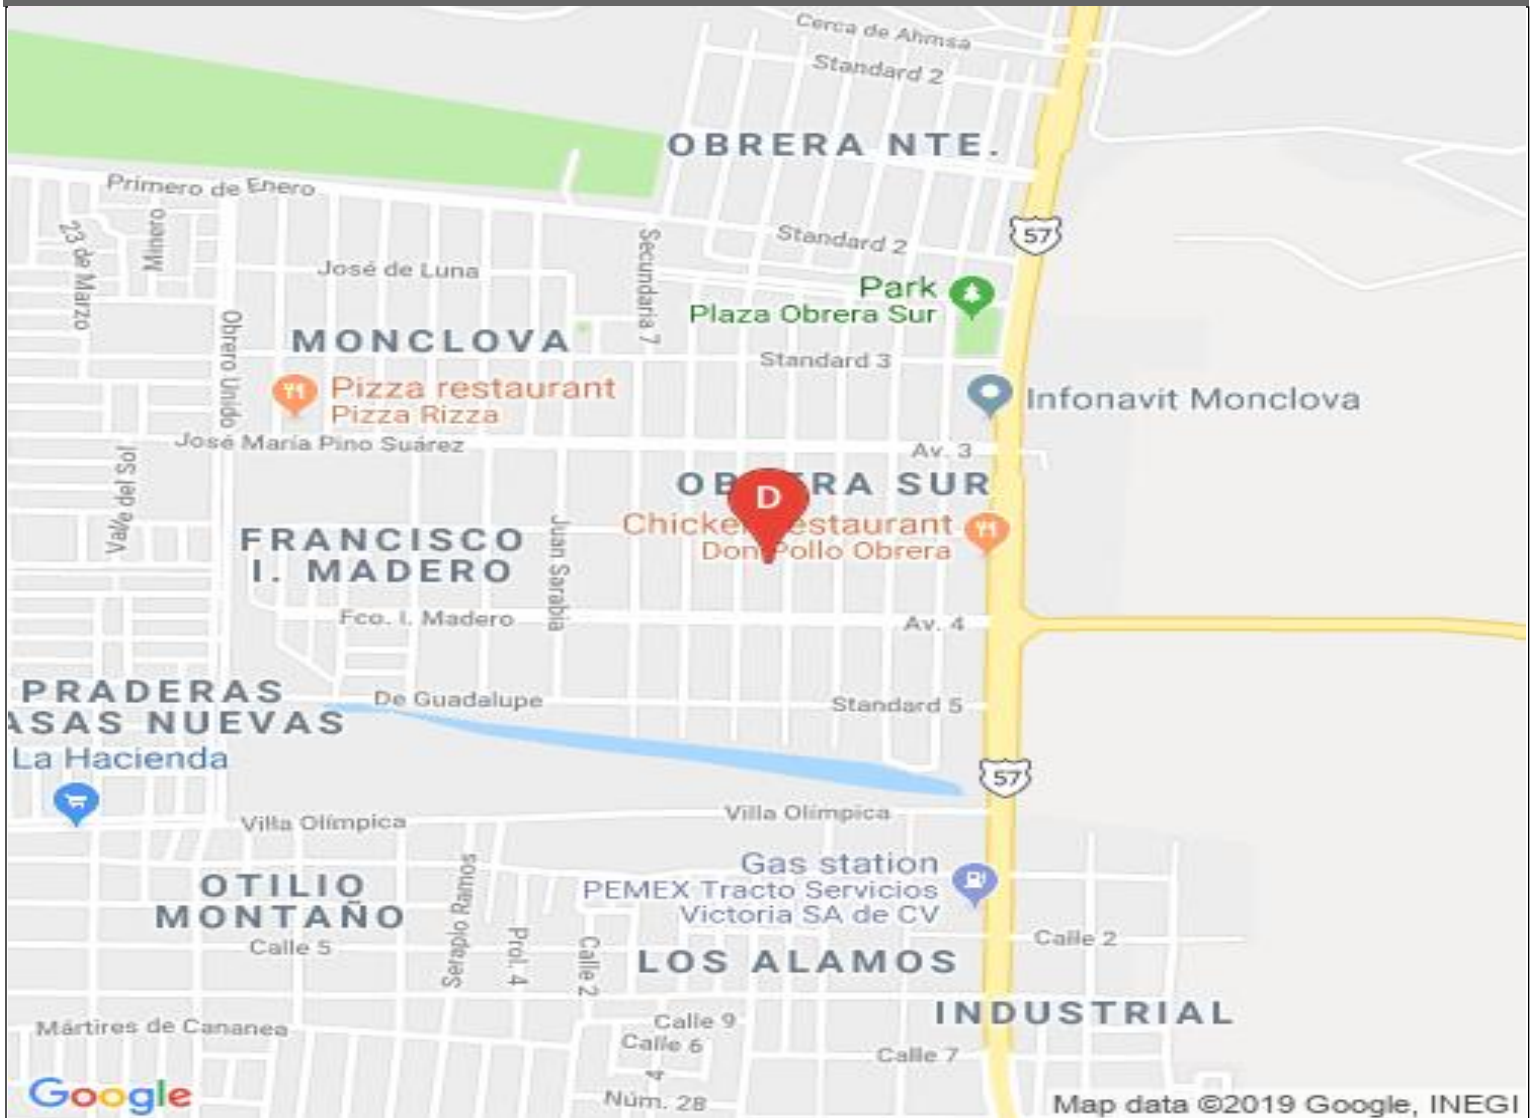 Cerca de Ahmsa
Standard 2
OBRERA NTE.
Primero de Enero
23 de Marzo
Minero
Standard 2
57
Secundaria 7
José de Luna
Park
Plaza Obrera Sur
Obrero Unido
MONCLOVA
Standard 3
Pizza restaurant
Pizza Rizza
Infonavit Monclova
José María Pino Suárez
Av. 3
OBRERA SUR
D
del Sol
Chicken restaurant
Don Pollo Obrera
FRANCISCO
I. MADERO
Juan Sarabia
Fco. I. Madero
Av. 4
PRADERAS
ASAS NUEVAS
De Guadalupe
Standard 5
La Hacienda
57
Villa Olímpica
Villa Olímpica
Gas station
PEMEX Tracto Servicios
Victoria SA de CV
OTILIO
MONTAÑO
Serapio Ramos
Calle 5
Prol. 4
Calle 2
Calle 2
LOS ALAMOS
INDUSTRIAL
Mártires de Cananea
Calle 9
Calle 6
Calle 7
4
Núm. 28
Google
Map data ©2019 Google, INEGI